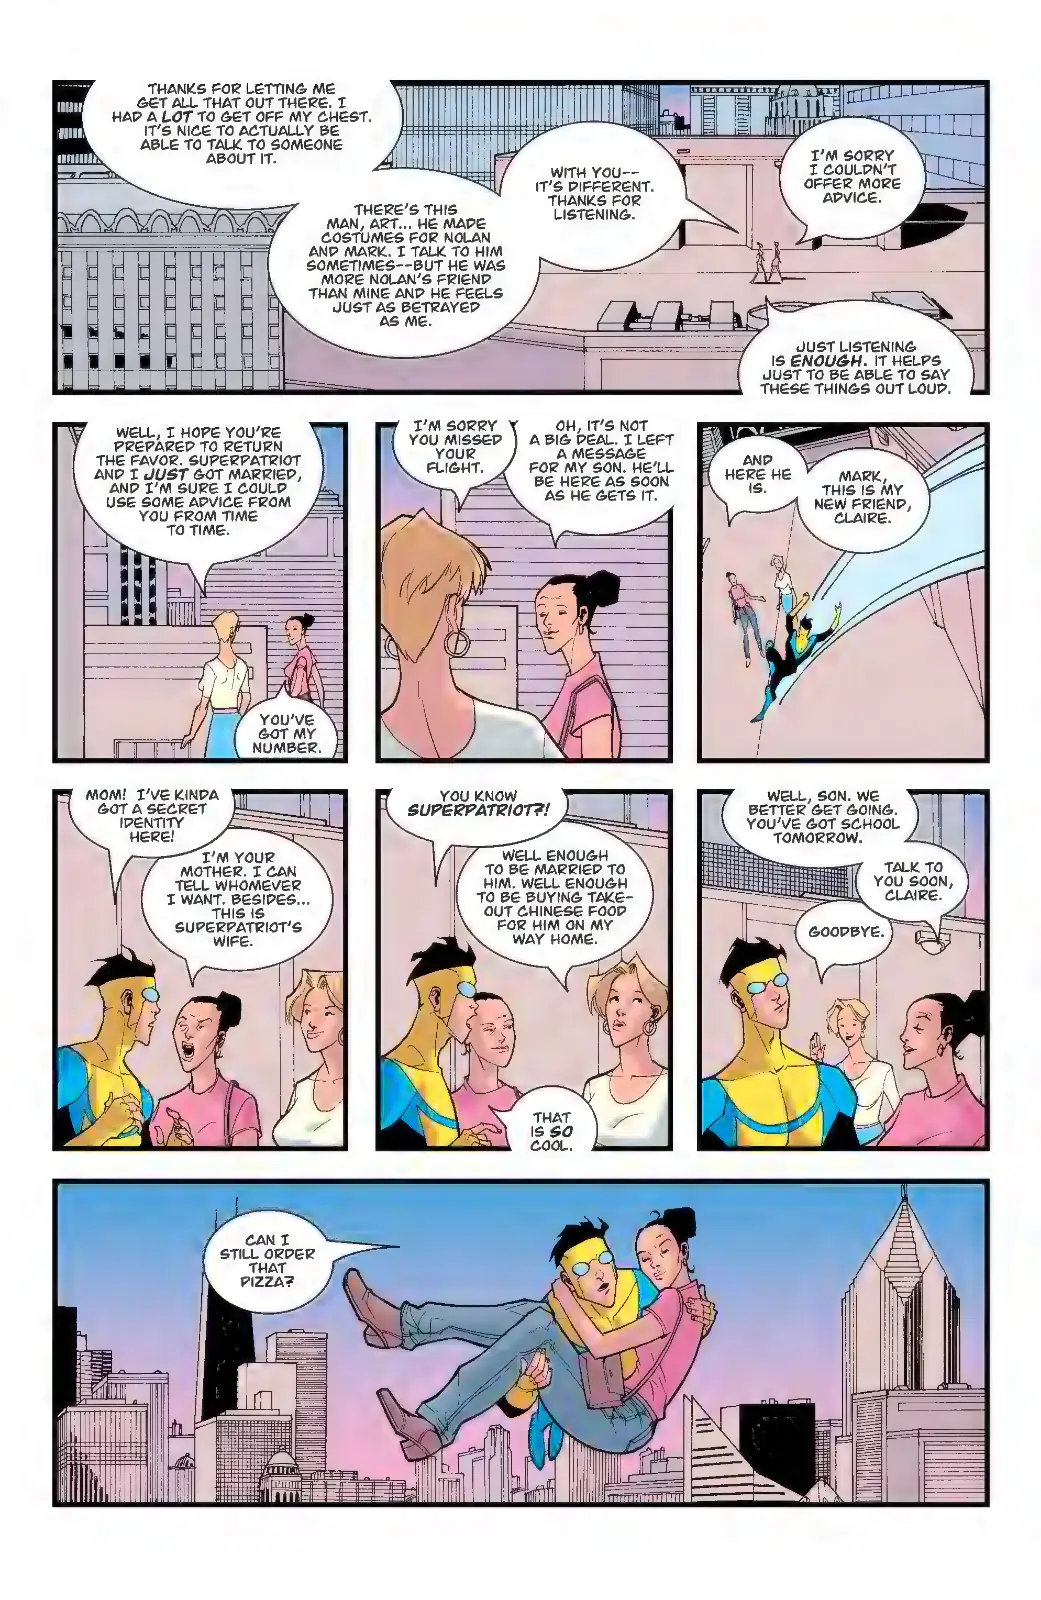 THANKS FOR LETTING ME
GET ALL THAT OUT THERE. I
HAD A LOT TO GET OFF MY CHEST.
IT'S NICE TO ACTUALLY BE
ABLE TO TALK TO SOMEONE
ABOUT IT.
THERE'S THIS
MAN, ART... HE MADE
COSTUMES FOR NOLAN
AND MARK. I TALK TO HIM
SOMETIMES--BUT HE WAS
MORE NOLAN'S FRIEND
THAN MINE AND HE FEELS
JUST AS BETRAYED
AS ME.
WITH YOU--
IT'S DIFFERENT.
THANKS FOR
LISTENING.
I'M SORRY
I COULDN'T
OFFER MORE
ADVICE.
JUST LISTENING
IS ENOUGH. IT HELPS
JUST TO BE ABLE TO SAY
THESE THINGS OUT LOUD.
WELL, I HOPE YOU'RE
PREPARED TO RETURN
THE FAVOR. SUPERPATRIOT
AND I JUST GOT MARRIED,
AND I'M SURE I COULD
USE SOME ADVICE FROM
YOU FROM TIME
TO TIME.
YOU'VE
GOT MY
NUMBER.
I'M SORRY
YOU MISSED
YOUR
FLIGHT.
OH, IT'S NOT
A BIG DEAL. I LEFT
A MESSAGE
FOR MY SON. HE'LL
BE HERE AS SOON
AS HE GETS IT.
AND
HERE HE
IS.
MARK,
THIS IS MY
NEW FRIEND,
CLAIRE.
MOM! I'VE KINDA
GOT A SECRET
IDENTITY
HERE!
I'M YOUR
MOTHER. I CAN
TELL WHOMEVER
I WANT. BESIDES...
THIS IS
SUPERPATRIOT'S
WIFE.
YOU KNOW
SUPERPATRIOT?!
WELL ENOUGH
TO BE MARRIED TO
HIM. WELL ENOUGH
TO BE BUYING TAKE-
OUT CHINESE FOOD
FOR HIM ON MY
WAY HOME.
THAT
IS SO
COOL.
WELL, SON. WE
BETTER GET GOING.
YOU'VE GOT SCHOOL
TOMORROW.
TALK TO
YOU SOON,
CLAIRE.
GOODBYE.
CAN I
STILL ORDER
THAT
PIZZA?